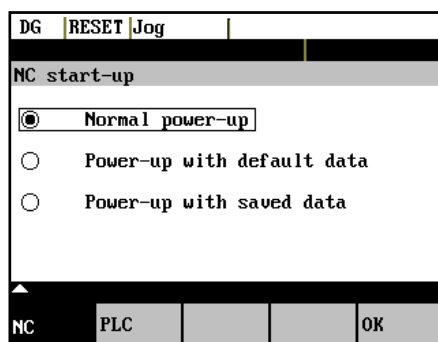 DG RESET Jog
NC start-up
Normal power-up
Power-up with default data
Power-up with saved data
NC PLC OK